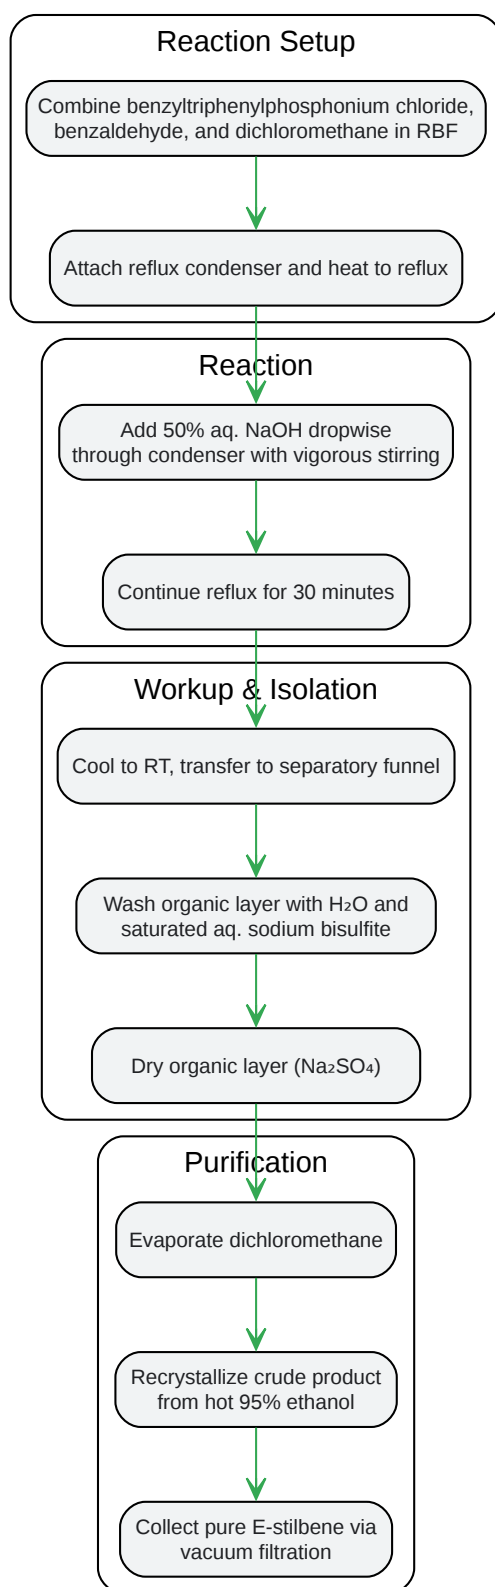 Reaction Setup
Combine benzyltriphenylphosphonium chloride,
benzaldehyde, and dichloromethane in RBF
Attach reflux condenser and heat to reflux
Reaction
Add 50% aq. NaOH dropwise
through condenser with vigorous stirring
Continue reflux for 30 minutes
Workup & Isolation
Cool to RT, transfer to separatory funnel
Wash organic layer with H₂O and
saturated aq. sodium bisulfite
Dry organic layer (Na₂SO₄)
Purification
Evaporate dichloromethane
Recrystallize crude product
from hot 95% ethanol
Collect pure E-stilbene via
vacuum filtration